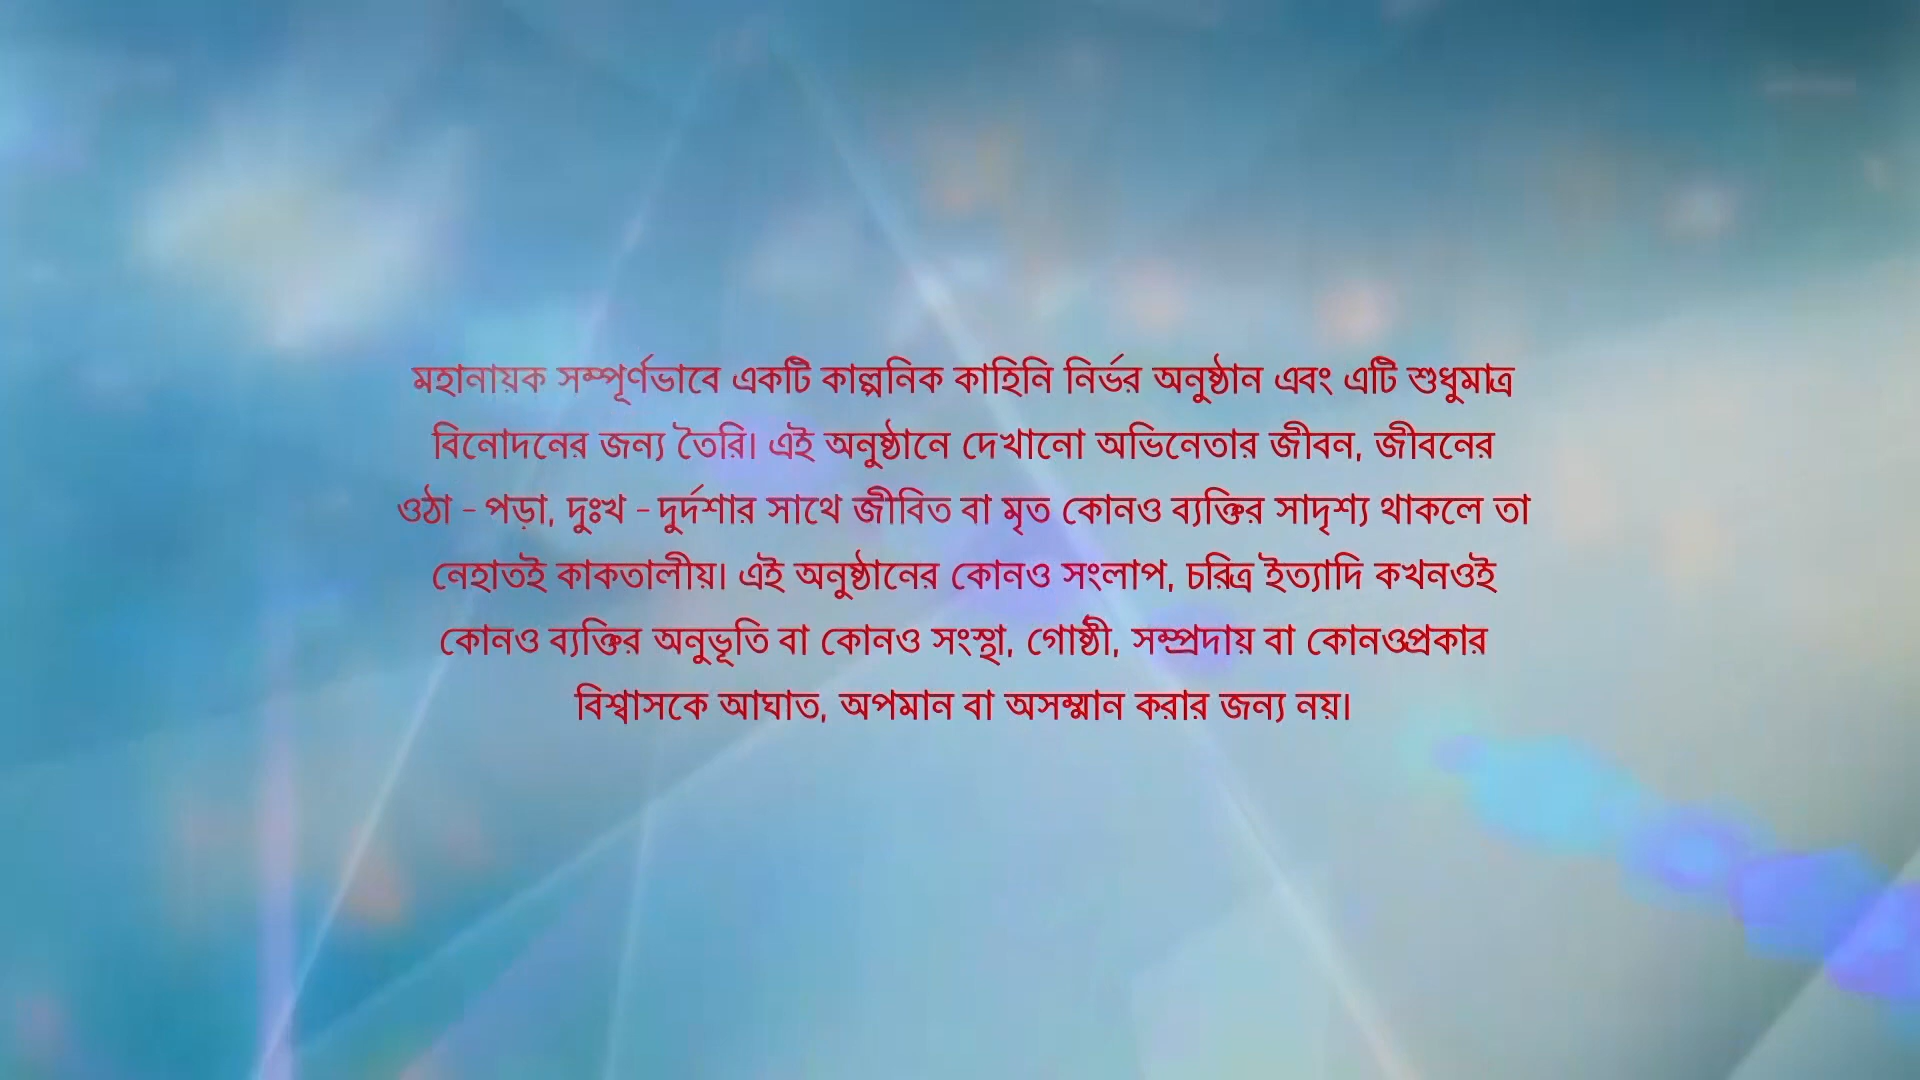 মহানায়ক সম্পূর্ণভাবে একটি কাল্পনিক কাহিনি নির্ভর অনুষ্ঠান এবং এটি শুধুমাত্র
বিনোদনের জন্য তৈরি। এই অনুষ্ঠানে দেখানো অভিনেতার জীবন, জীবনের
ওঠা - পড়া, দুঃখ - দুর্দশার সাথে জীবিত বা মৃত কোনও ব্যক্তির সাদৃশ্য থাকলে তা
নেহাতই কাকতালীয়। এই অনুষ্ঠানের কোনও সংলাপ, চরিত্র ইত্যাদি কখনওই
কোনও ব্যক্তির অনুভূতি বা কোনও সংস্থা, গোষ্ঠী, সম্প্রদায় বা কোনওপ্রকার
বিশ্বাসকে আঘাত, অপমান বা অসম্মান করার জন্য নয়।